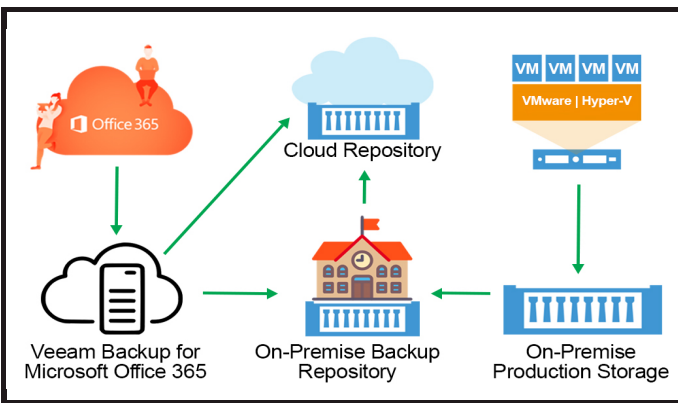 Office 365
Cloud Repository
VM VM VM VM
VMware | Hyper-V
Veeam Backup for
Microsoft Office 365
On-Premise Backup
Repository
On-Premise
Production Storage